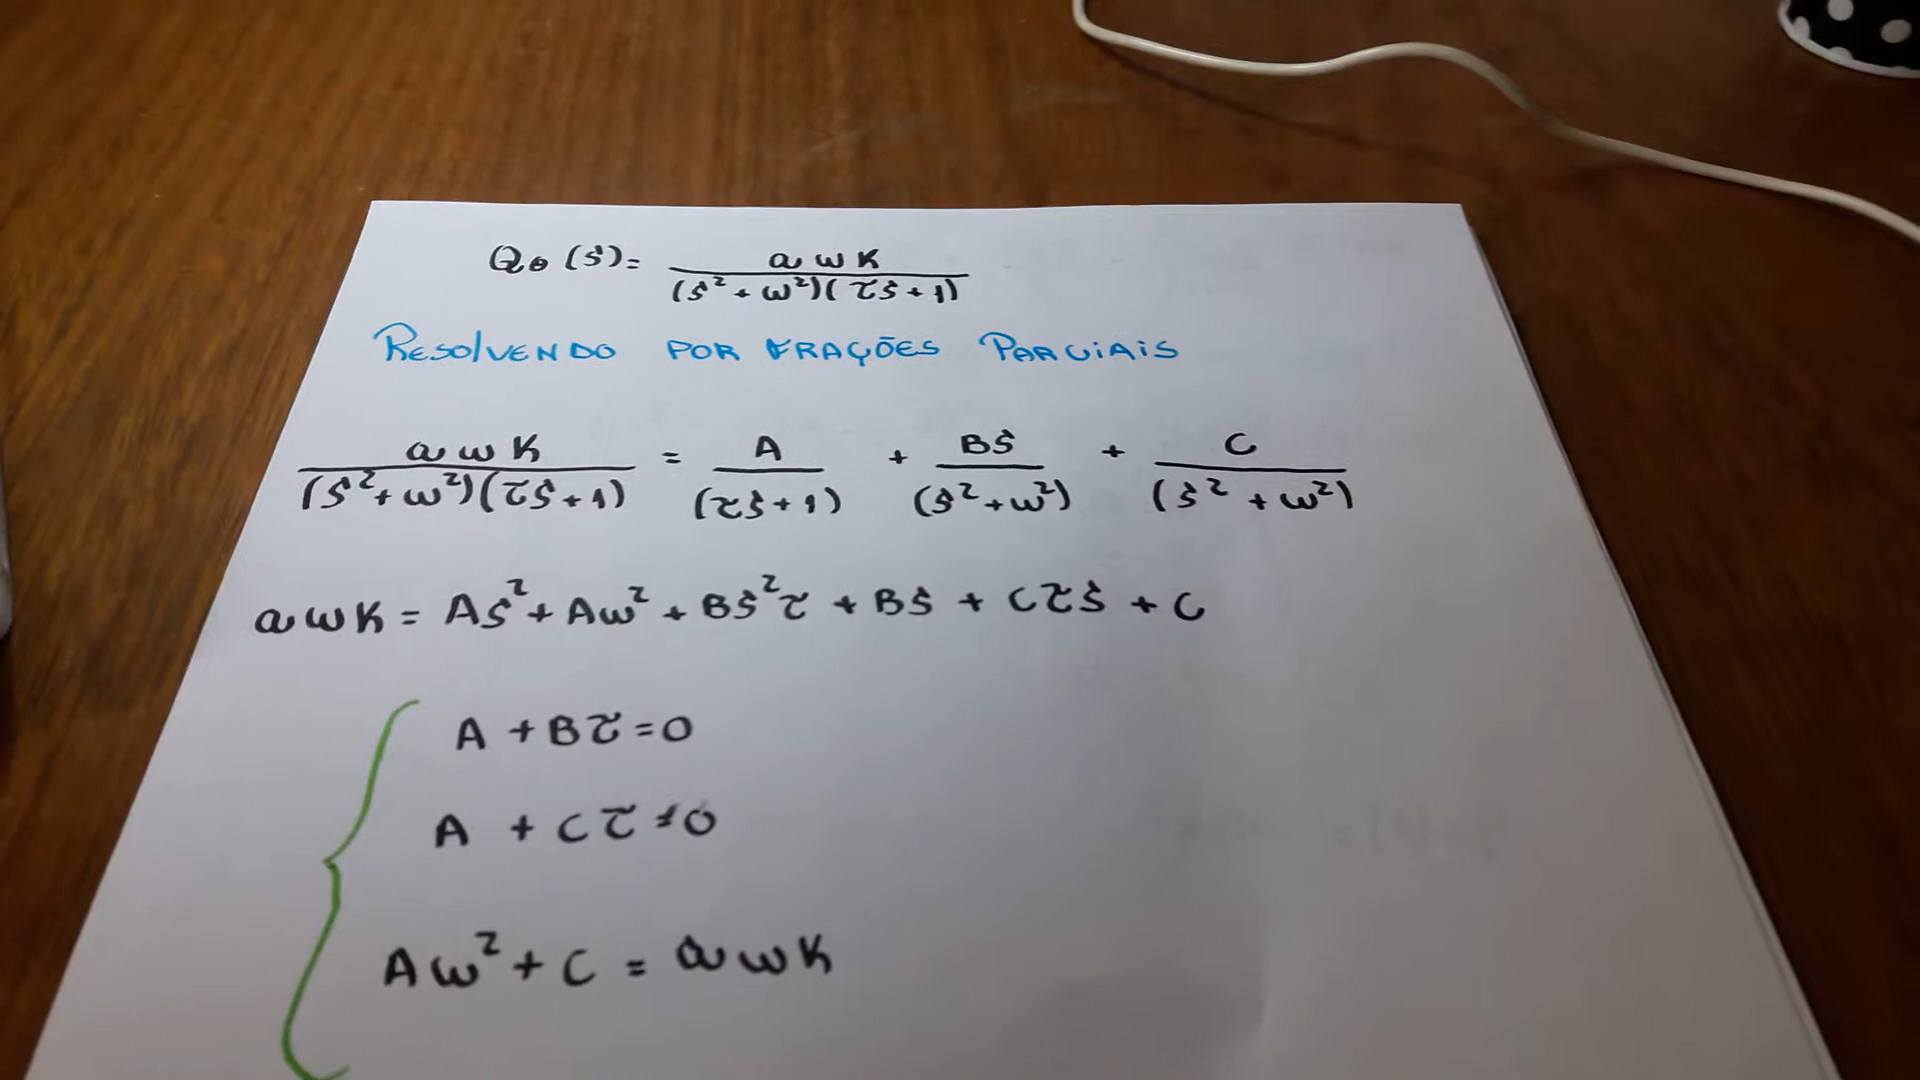 Qθ(s)= aωK / (s²+ω²)(τs+1)
RESOLVENDO POR FRAÇÕES PARCIAIS
aωK / (s²+ω²)(τs+1) = A / (τs+1) + Bs / (s²+ω²) + C / (s²+ω²)
aωK = As²+Aω²+Bs²τ+Bs+Cτs+C
A+Bτ=0
A+Cτ=0
Aω²+C=aωK